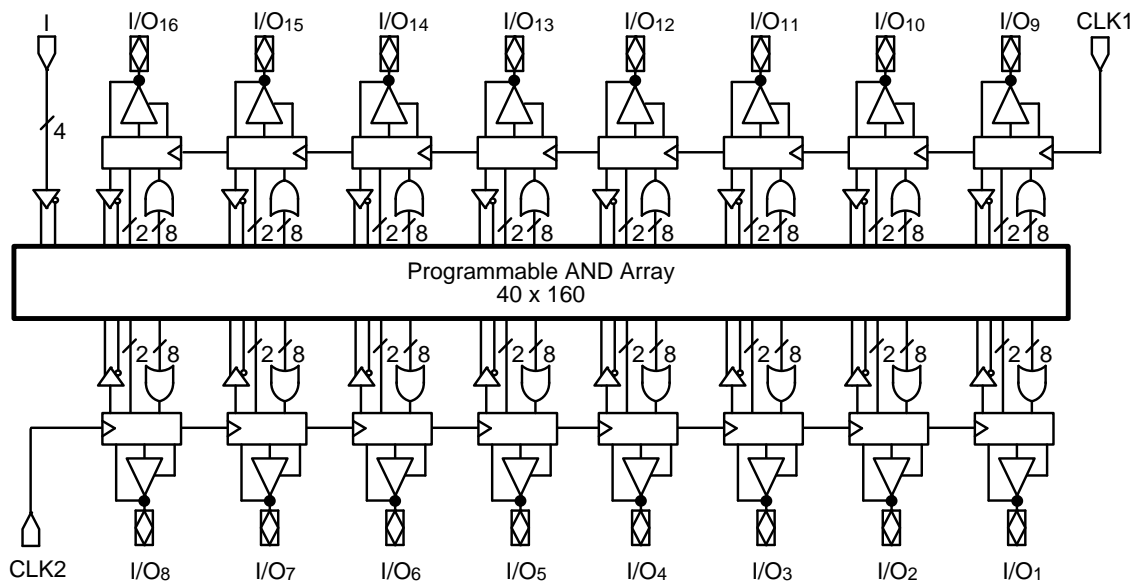 I I/O16 I/O15 I/O14 I/O13 I/O12 I/O11 I/O10 I/O9 CLK1
4
2 8 2 8 2 8 2 8 2 8 2 8 2 8 2 8
Programmable AND Array
40 x 160
2 8 2 8 2 8 2 8 2 8 2 8 2 8 2 8
CLK2 I/O8 I/O7 I/O6 I/O5 I/O4 I/O3 I/O2 I/O1